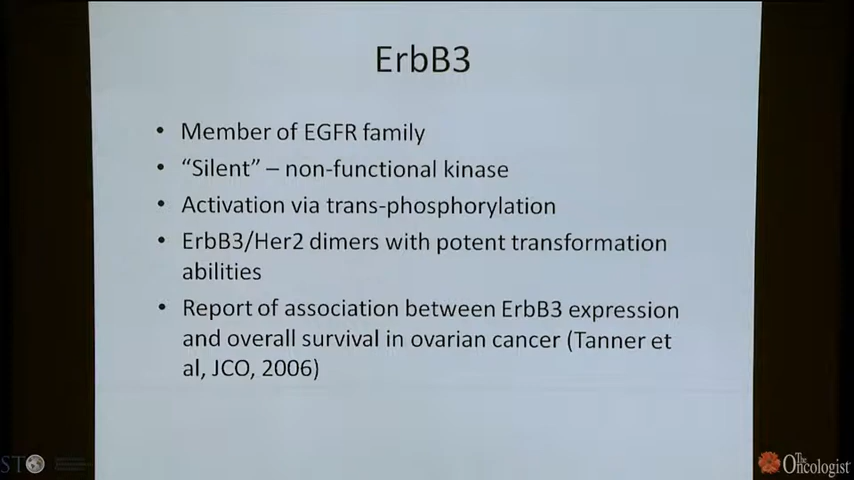 ErbB3
• Member of EGFR family
• “Silent” – non-functional kinase
• Activation via trans-phosphorylation
• ErbB3/Her2 dimers with potent transformation
abilities
• Report of association between ErbB3 expression
and overall survival in ovarian cancer (Tanner et
al, JCO, 2006)
STO
The
Oncologist